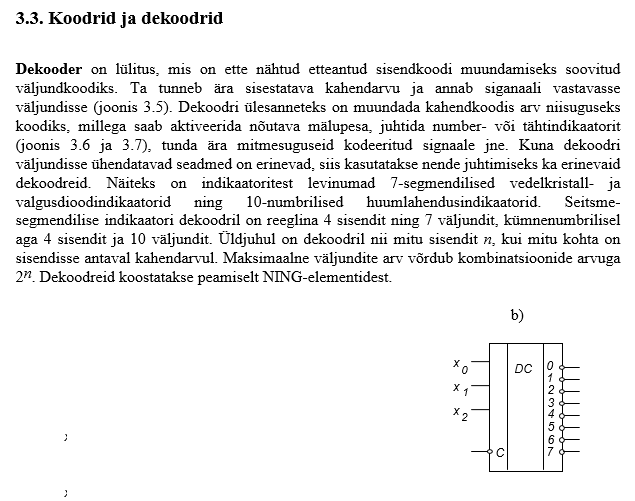 3.3. Koodrid ja dekoodrid
Dekooder on lülitus, mis on ette nähtud etteantud sisendkoodi muundamiseks soovitud
väljundkoodiks. Ta tunneb ära sisestatava kahendarvu ja annab siganaali vastavasse
väljundisse (joonis 3.5). Dekoodri ülesanneteks on muundada kahendkoodis arv niisuguseks
koodiks, millega saab aktiveerida nõutava mälupesa, juhtida number- või tähtindikaatorit
(joonis 3.6 ja 3.7), tunda ära mitmesuguseid kodeeritud signaale jne. Kuna dekoodri
väljundisse ühendatavad seadmed on erinevad, siis kasutatakse nende juhtimiseks ka erinevaid
dekoodreid. Näiteks on indikaatoritest levinumad 7-segmendilised vedelkristall- ja
valgusdioodindikaatorid ning 10-numbrilised huumlahendusindikaatorid. Seitsme-
segmendilise indikaatori dekoodril on reeglina 4 sisendit ning 7 väljundit, kümnenumbrilisel
aga 4 sisendit ja 10 väljundit. Üldjuhul on dekoodril nii mitu sisendit n, kui mitu kohta on
sisendisse antaval kahendarvul. Maksimaalne väljundite arv võrdub kombinatsioonide arvuga
2ⁿ. Dekoodreid koostatakse peamiselt NING-elementidest.
b)
x₀
x₁
x₂
C
DC
0
1
2
3
4
5
6
7